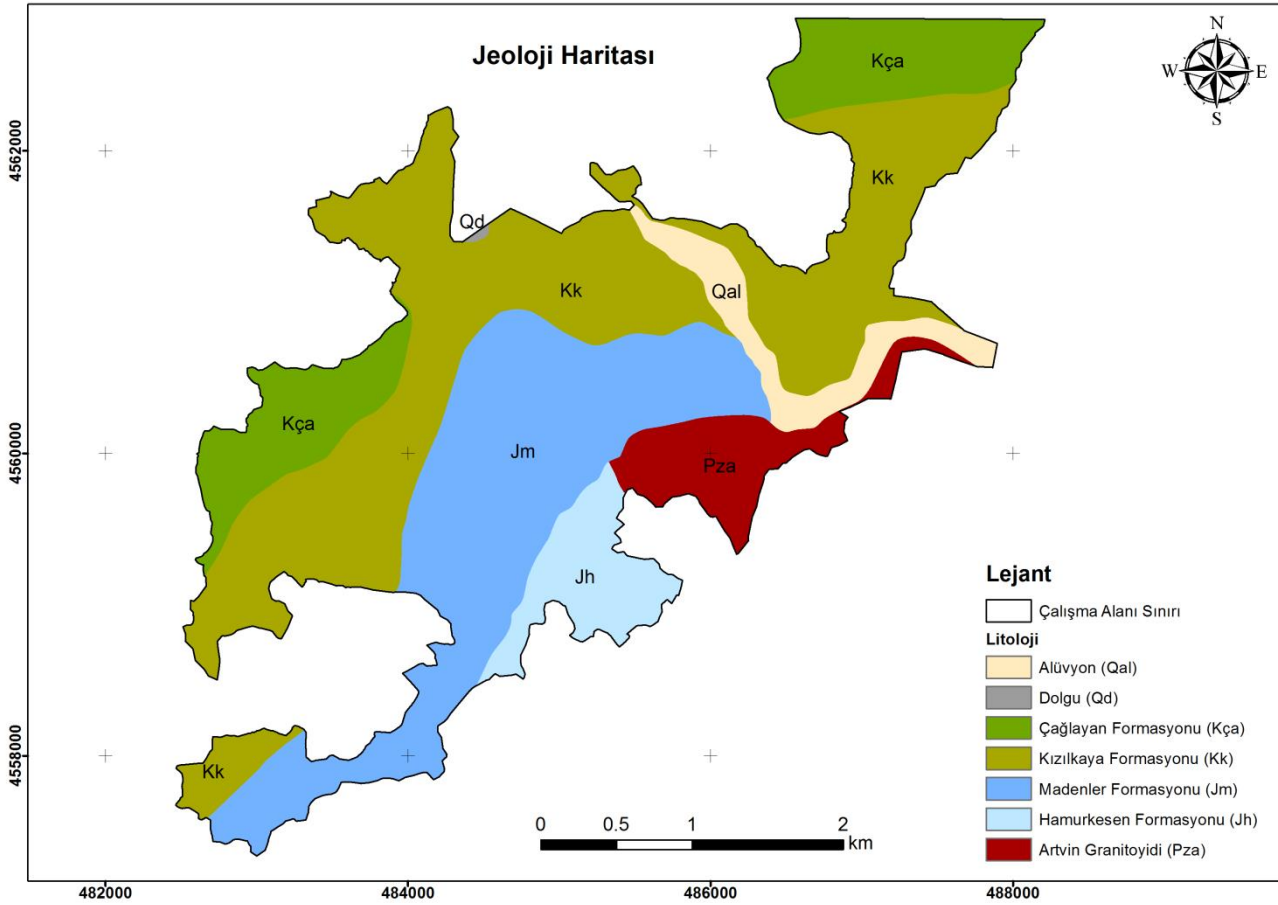 Jeoloji Haritası
N
W E
S
Kça
4562000
Kk
Qd
Kk
Qal
Kça
4560000
Jm
Pza
Jh
4558000
Kk
Lejant
Çalışma Alanı Sınırı
Litoloji
Alüvyon (Qal)
Dolgu (Qd)
Çağlayan Formasyonu (Kça)
Kızılkaya Formasyonu (Kk)
Madenler Formasyonu (Jm)
Hamurkesen Formasyonu (Jh)
Artvin Granitoyidi (Pza)
0 0.5 1 2
km
482000 484000 486000 488000